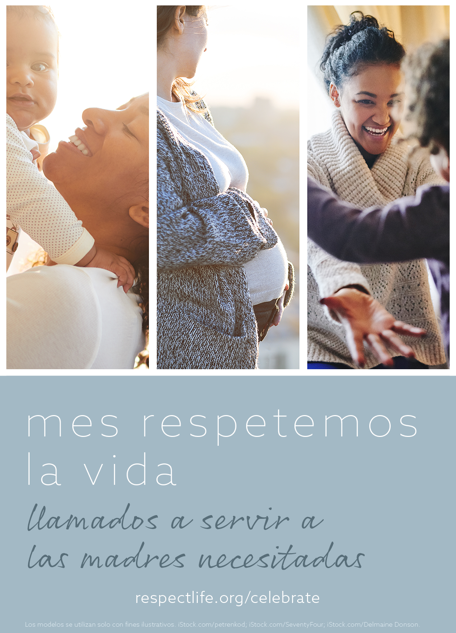 mes respetemos
la vida
llamados a servir a
las madres necesitadas
respectlife.org/celebrate
Los modelos se utilizan solo con fines ilustrativos. iStock.com/petrenkod, iStock.com/SeventyFour, iStock.com/Delmaine Donson.